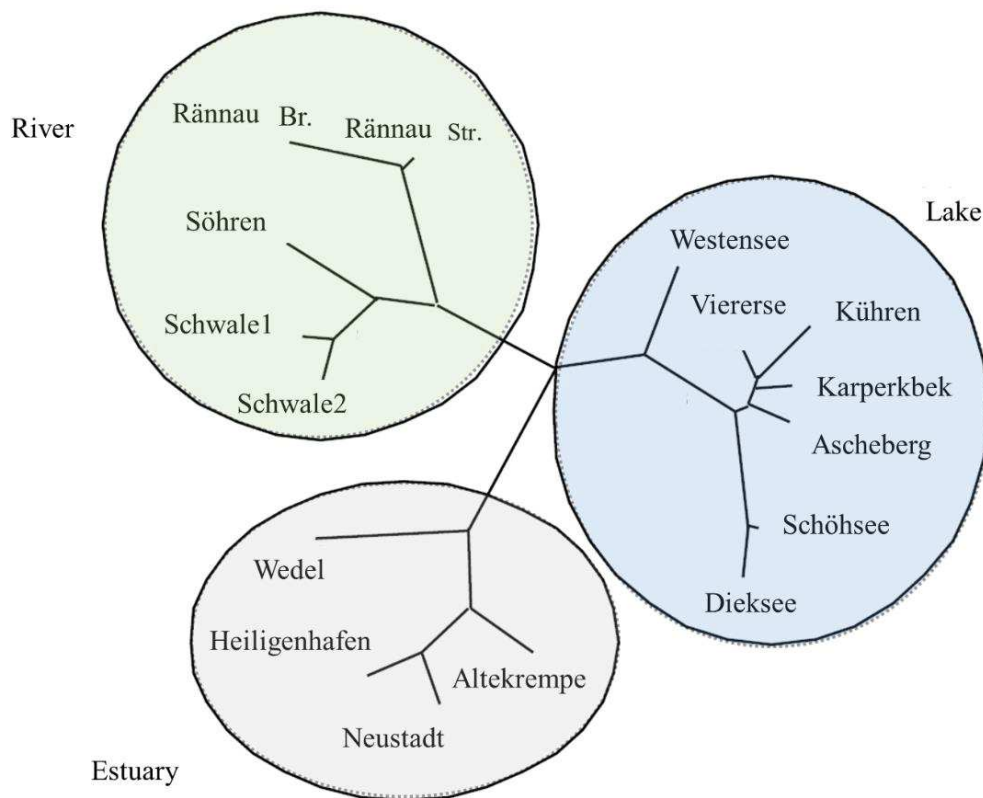 River
Rännau Br.
Rännau Str.
Söhren
Schwale1
Schwale2
Lake
Westensee
Viererse
Kühren
Karperkbek
Ascheberg
Schöhsee
Dieksee
Wedel
Heiligenhafen
Altekrempe
Neustadt
Estuary